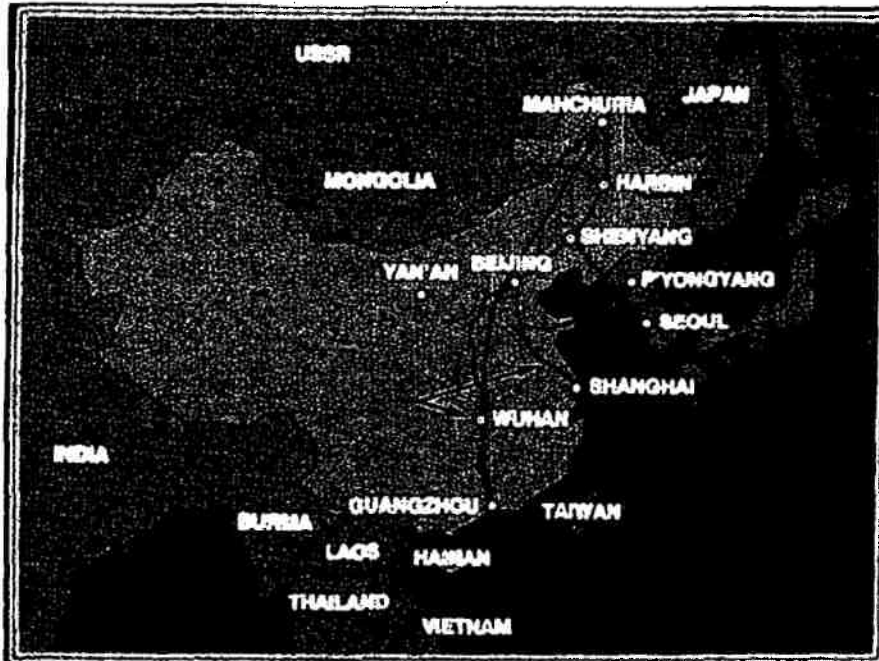 USSR
MANCHURIA
JAPAN
MONGOLIA
HARBIN
SHENYANG
YAN'AN
BEIJING
P'YONGYANG
SEOUL
SHANGHAI
WUHAN
INDIA
GUANGZHOU
TAIWAN
BURMA
LAOS
HAINAN
THAILAND
VIETNAM